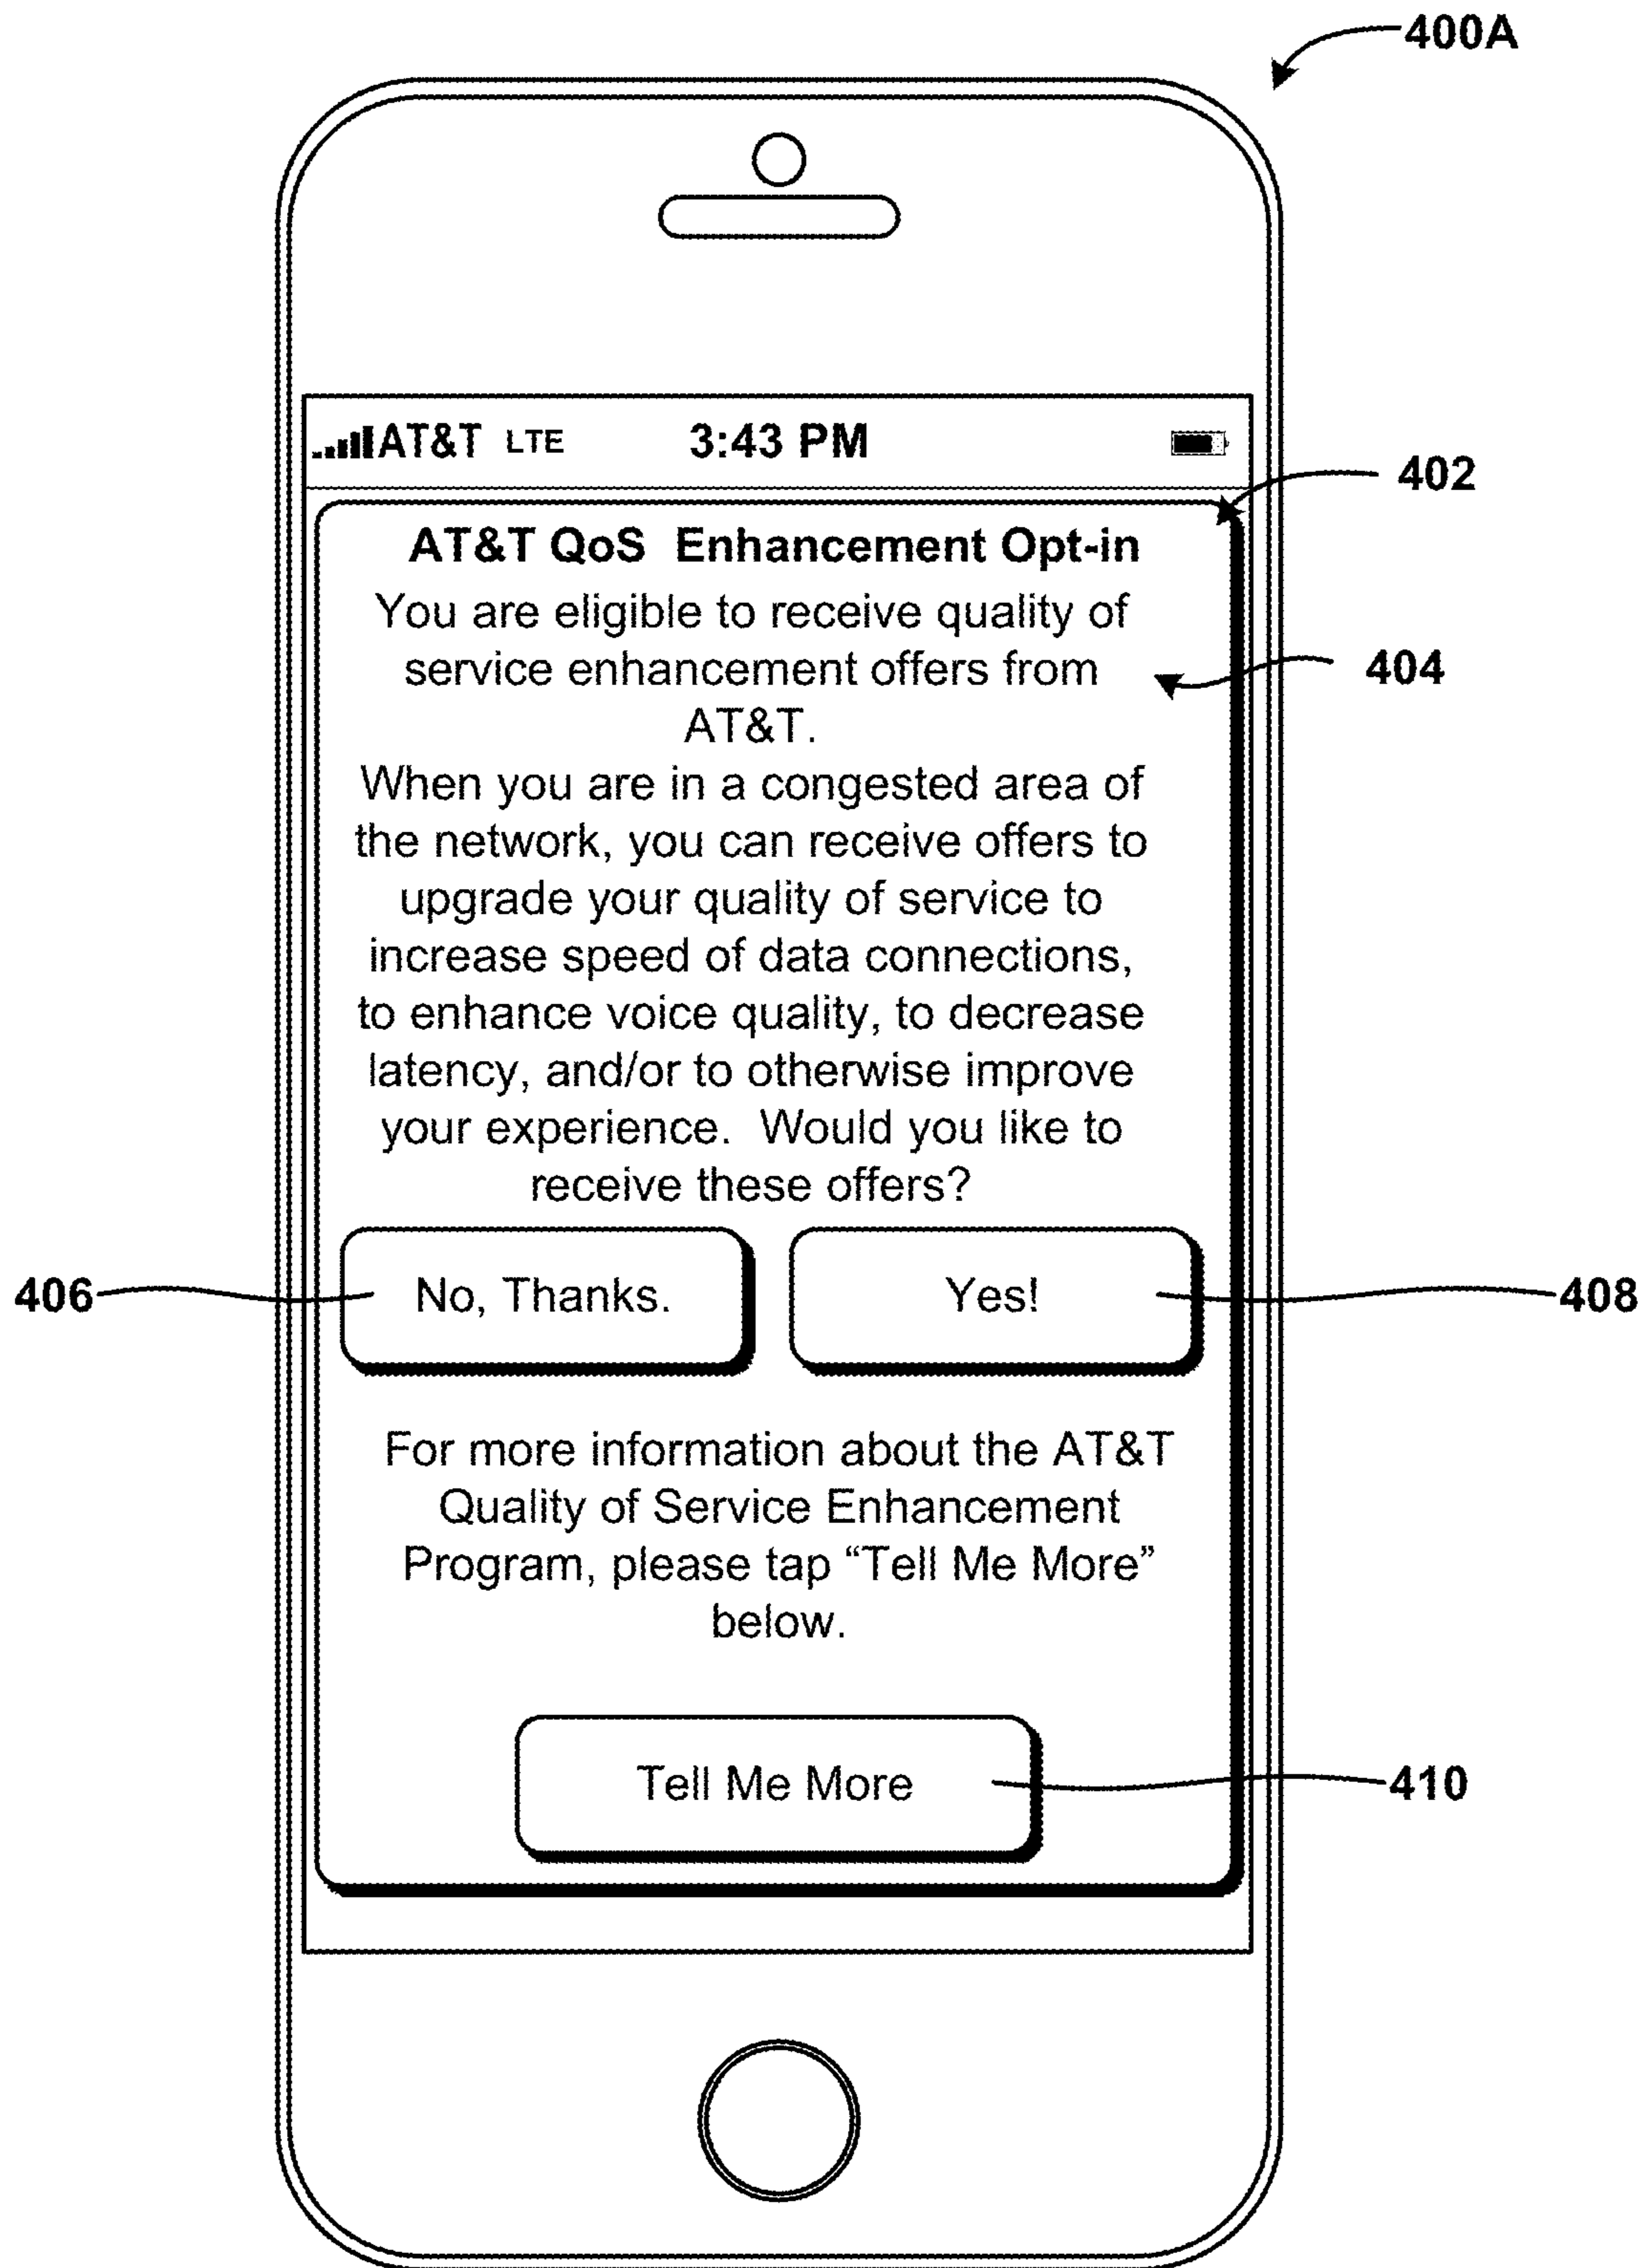 400A
AT&T LTE 3:43 PM
402
AT&T QoS Enhancement Opt-in
You are eligible to receive quality of
service enhancement offers from
404
AT&T.
When you are in a congested area of
the network, you can receive offers to
upgrade your quality of service to
increase speed of data connections,
to enhance voice quality, to decrease
latency, and/or to otherwise improve
your experience. Would you like to
receive these offers?
406 No, Thanks. Yes! 408
For more information about the AT&T
Quality of Service Enhancement
Program, please tap “Tell Me More”
below.
Tell Me More 410